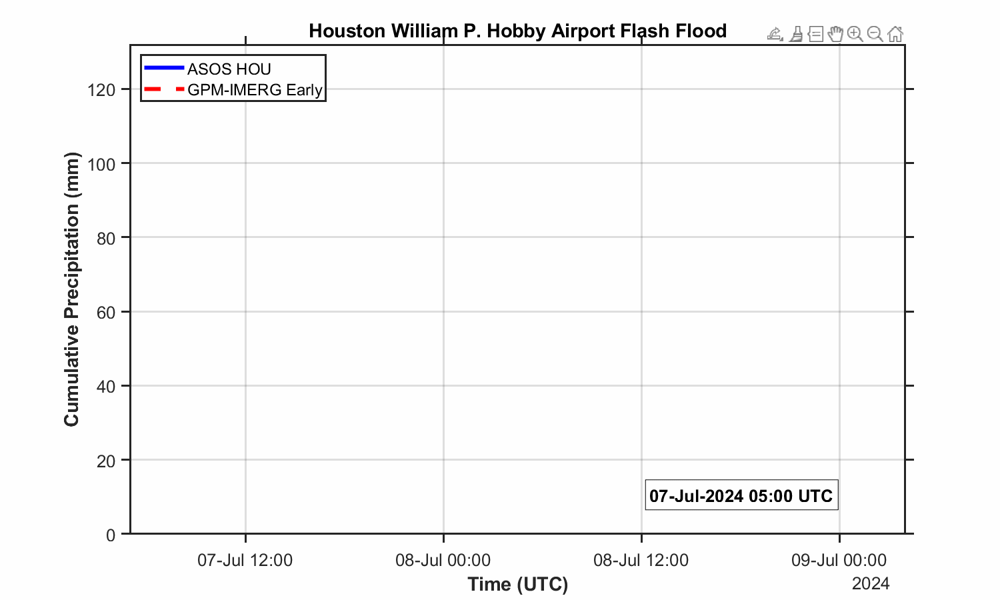 Houston William P. Hobby Airport Flash Flood
ASOS HOU
GPM-IMERG Early
120
100
80
60
40
20
0
Cumulative Precipitation (mm)
07-Jul-2024 05:00 UTC
07-Jul 12:00
08-Jul 00:00
08-Jul 12:00
09-Jul 00:00
Time (UTC)
2024